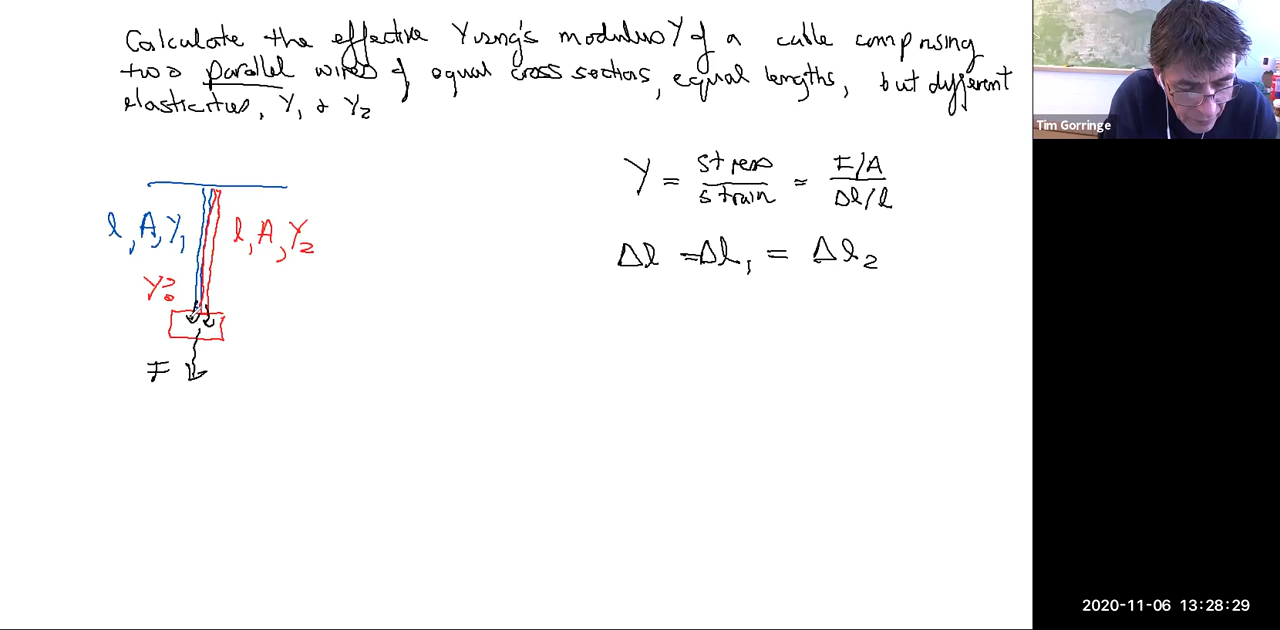 Calculate the effective Young's modulus Y of a cable comprising
two parallel wires of equal cross sections, equal lengths, but different
elasticities, Y₁ & Y₂
Tim Gorringe
Y = stress/strain = F/A / Δl/l
Δl = Δl₁ = Δl₂
l, A, Y₁
l, A, Y₂
Y?
F
2020-11-06 13:28:29